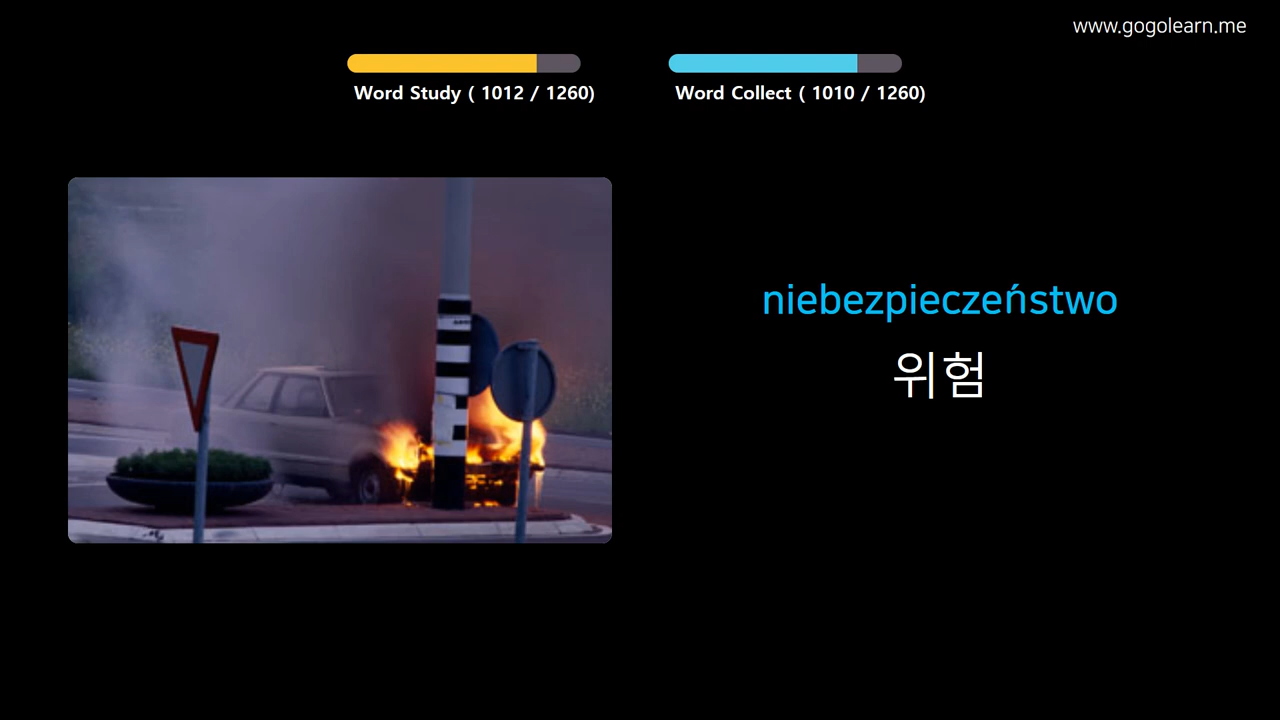 www.gogolearn.me
Word Study ( 1012 / 1260)
Word Collect ( 1010 / 1260)
niebezpieczeństwo
위험